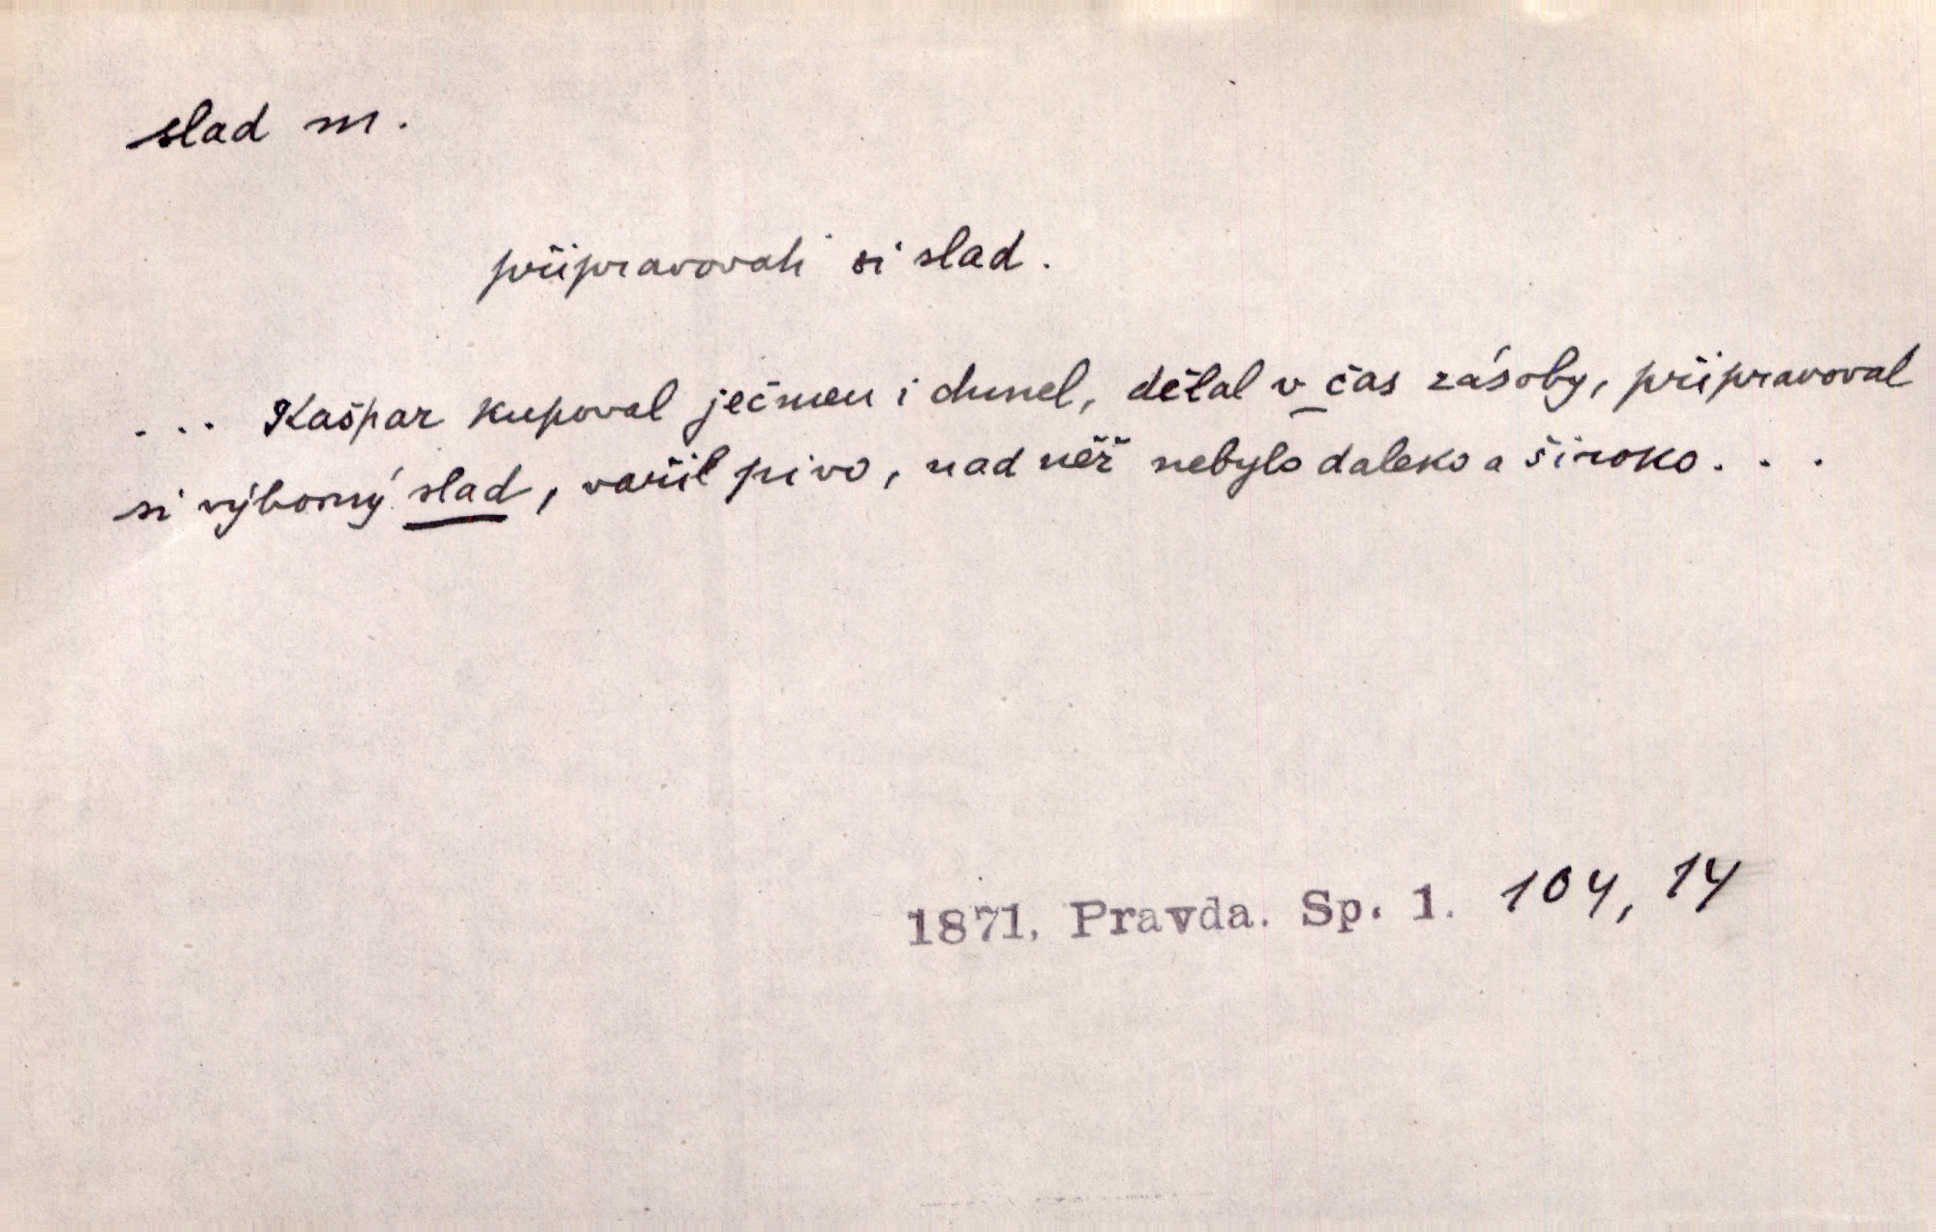 slad m.
připravovati si slad.
... Kašpar kupoval ječmen i chmel, dělal v čas zásoby, připravoval
si výborný slad, vařil pivo, nad něž nebylo daleko a široko...
1871, Pravda. Sp. 1. 104, 14